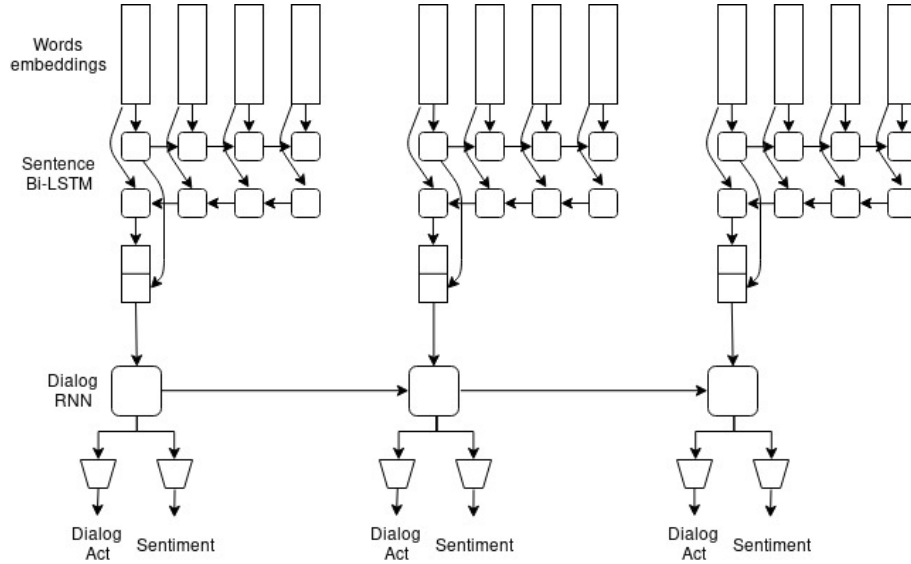 Words
embeddings
Sentence
Bi-LSTM
Dialog
RNN
Dialog
Act
Sentiment
Dialog
Act
Sentiment
Dialog
Act
Sentiment